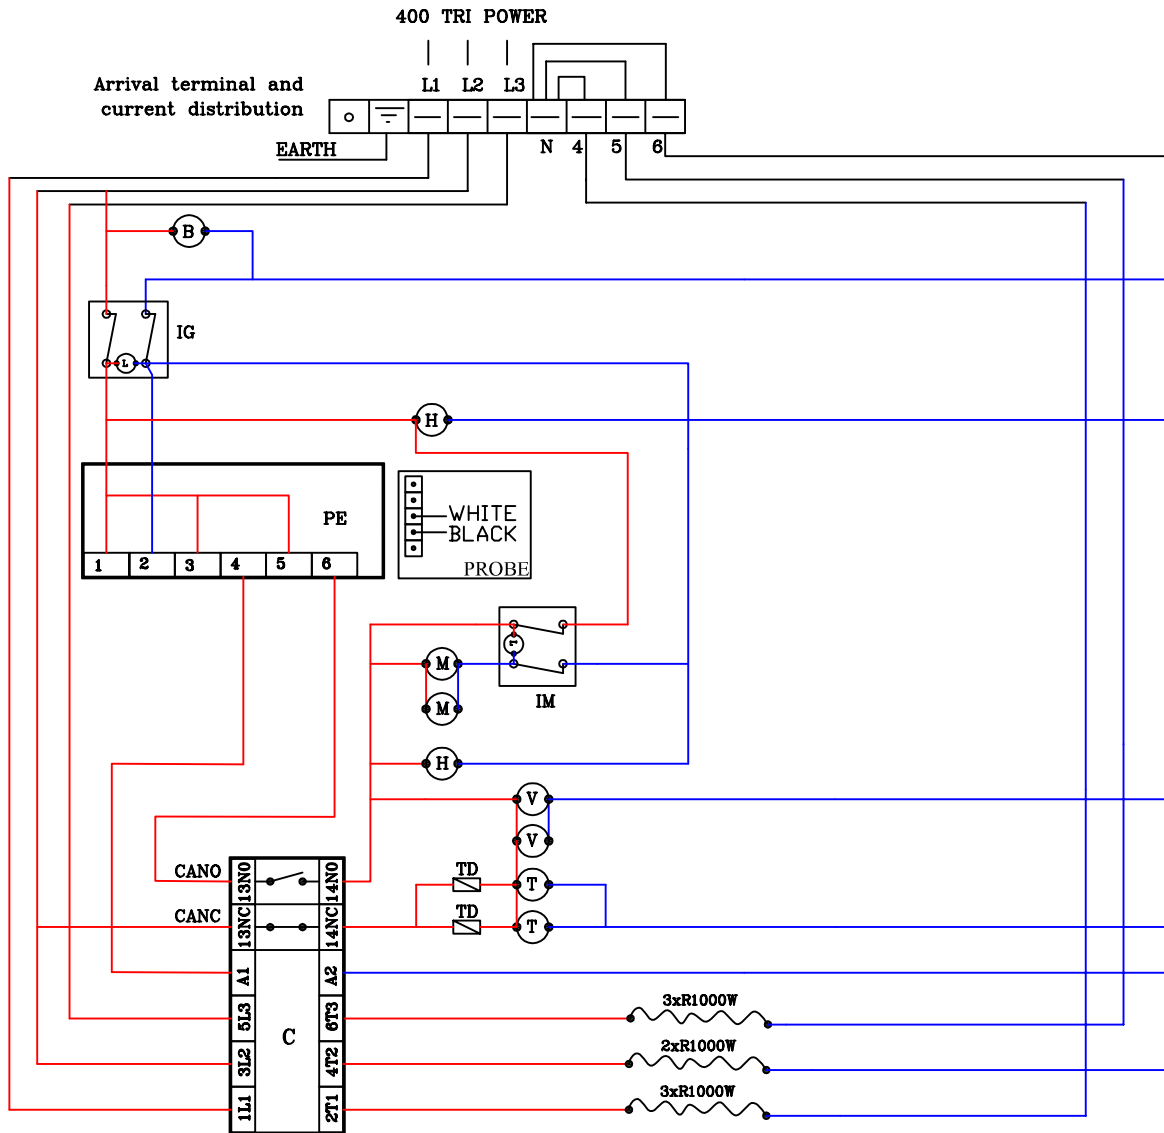 400 TRI POWER
Arrival terminal and
current distribution
L1 L2 L3
EARTH
N 4 5 6
B
IG
L
H
PE
1 2 3 4 5 6
WHITE
BLACK
PROBE
M
M
IM
H
V
V
TD
T
TD
T
CANO
13NO
14NO
CANC
13NC
14NC
A1
A2
5L3
6T3
C
3L2
4T2
1L1
2T1
3xR1000W
2xR1000W
3xR1000W